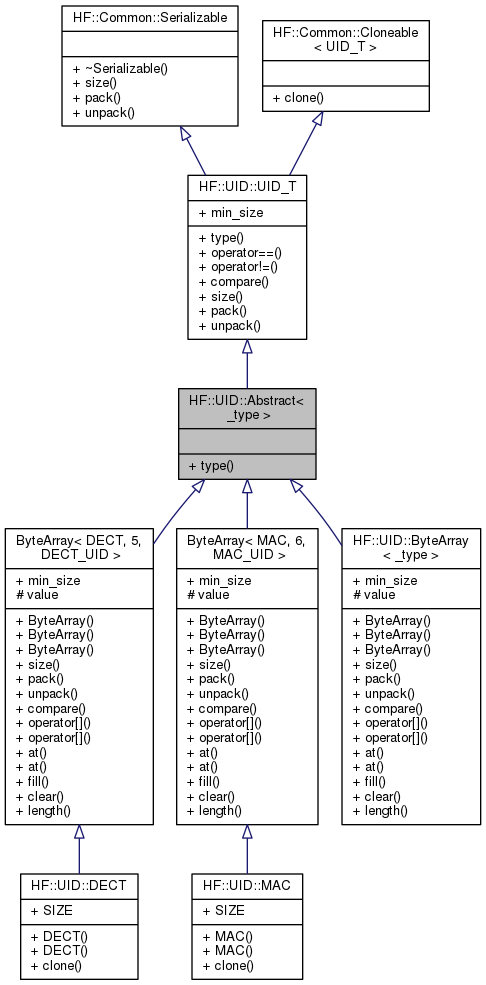 HF::Common::Serializable
+ ~Serializable()
+ size()
+ pack()
+ unpack()
HF::Common::Cloneable
< UID_T >
+ clone()
HF::UID::UID_T
+ min_size
+ type()
+ operator==()
+ operator!=()
+ compare()
+ size()
+ pack()
+ unpack()
HF::UID::Abstract<
_type >
+ type()
ByteArray< DECT, 5,
DECT_UID >
+ min_size
# value
+ ByteArray()
+ ByteArray()
+ ByteArray()
+ size()
+ pack()
+ unpack()
+ compare()
+ operator[]()
+ operator[]()
+ at()
+ at()
+ fill()
+ clear()
+ length()
ByteArray< MAC, 6,
MAC_UID >
+ min_size
# value
+ ByteArray()
+ ByteArray()
+ ByteArray()
+ size()
+ pack()
+ unpack()
+ compare()
+ operator[]()
+ operator[]()
+ at()
+ at()
+ fill()
+ clear()
+ length()
HF::UID::ByteArray
< _type >
+ min_size
# value
+ ByteArray()
+ ByteArray()
+ ByteArray()
+ size()
+ pack()
+ unpack()
+ compare()
+ operator[]()
+ operator[]()
+ at()
+ at()
+ fill()
+ clear()
+ length()
HF::UID::DECT
+ SIZE
+ DECT()
+ DECT()
+ clone()
HF::UID::MAC
+ SIZE
+ MAC()
+ MAC()
+ clone()